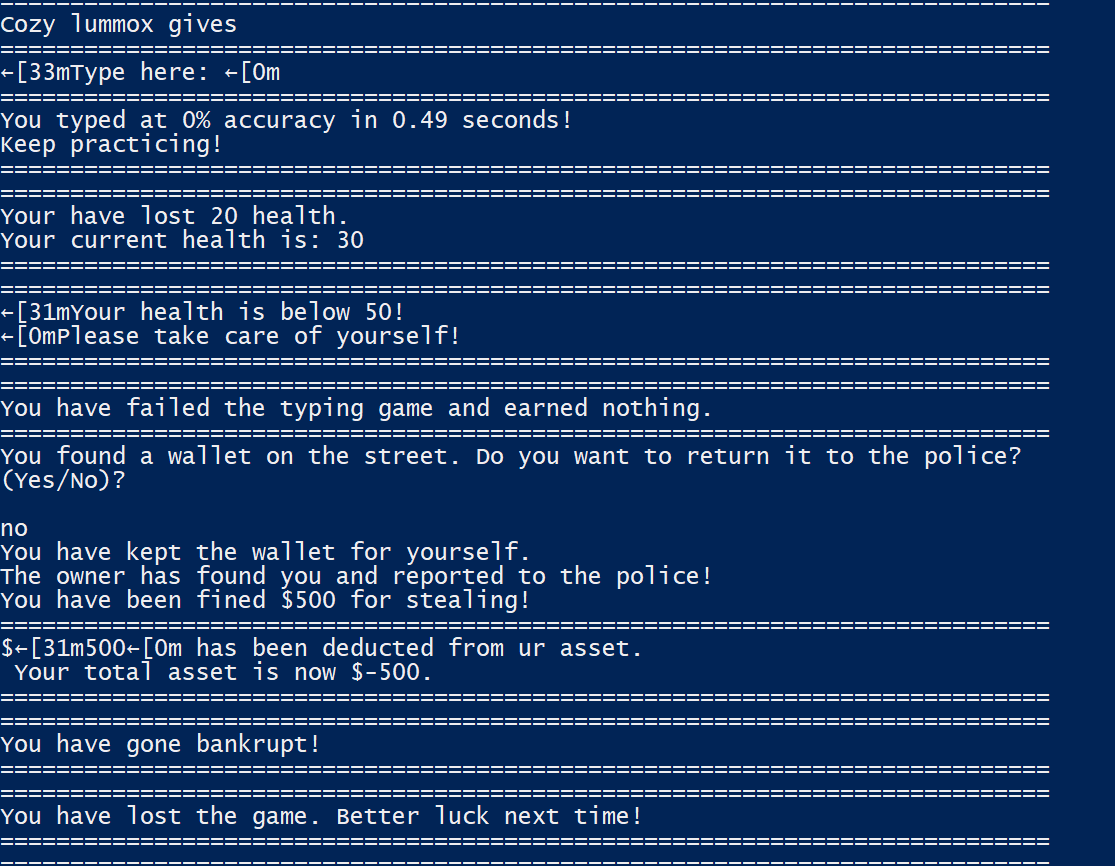 ===========================================================================
Cozy lummox gives
===========================================================================
←[33mType here: ←[0m
===========================================================================
You typed at 0% accuracy in 0.49 seconds!
Keep practicing!
===========================================================================
===========================================================================
Your have lost 20 health.
Your current health is: 30
===========================================================================
===========================================================================
←[31mYour health is below 50!
←[0mPlease take care of yourself!
===========================================================================
===========================================================================
You have failed the typing game and earned nothing.
===========================================================================
You found a wallet on the street. Do you want to return it to the police?
(Yes/No)?

no
You have kept the wallet for yourself.
The owner has found you and reported to the police!
You have been fined $500 for stealing!
===========================================================================
$←[31m500←[0m has been deducted from ur asset.
 Your total asset is now $-500.
===========================================================================
===========================================================================
You have gone bankrupt!
===========================================================================
===========================================================================
You have lost the game. Better luck next time!
===========================================================================
===========================================================================